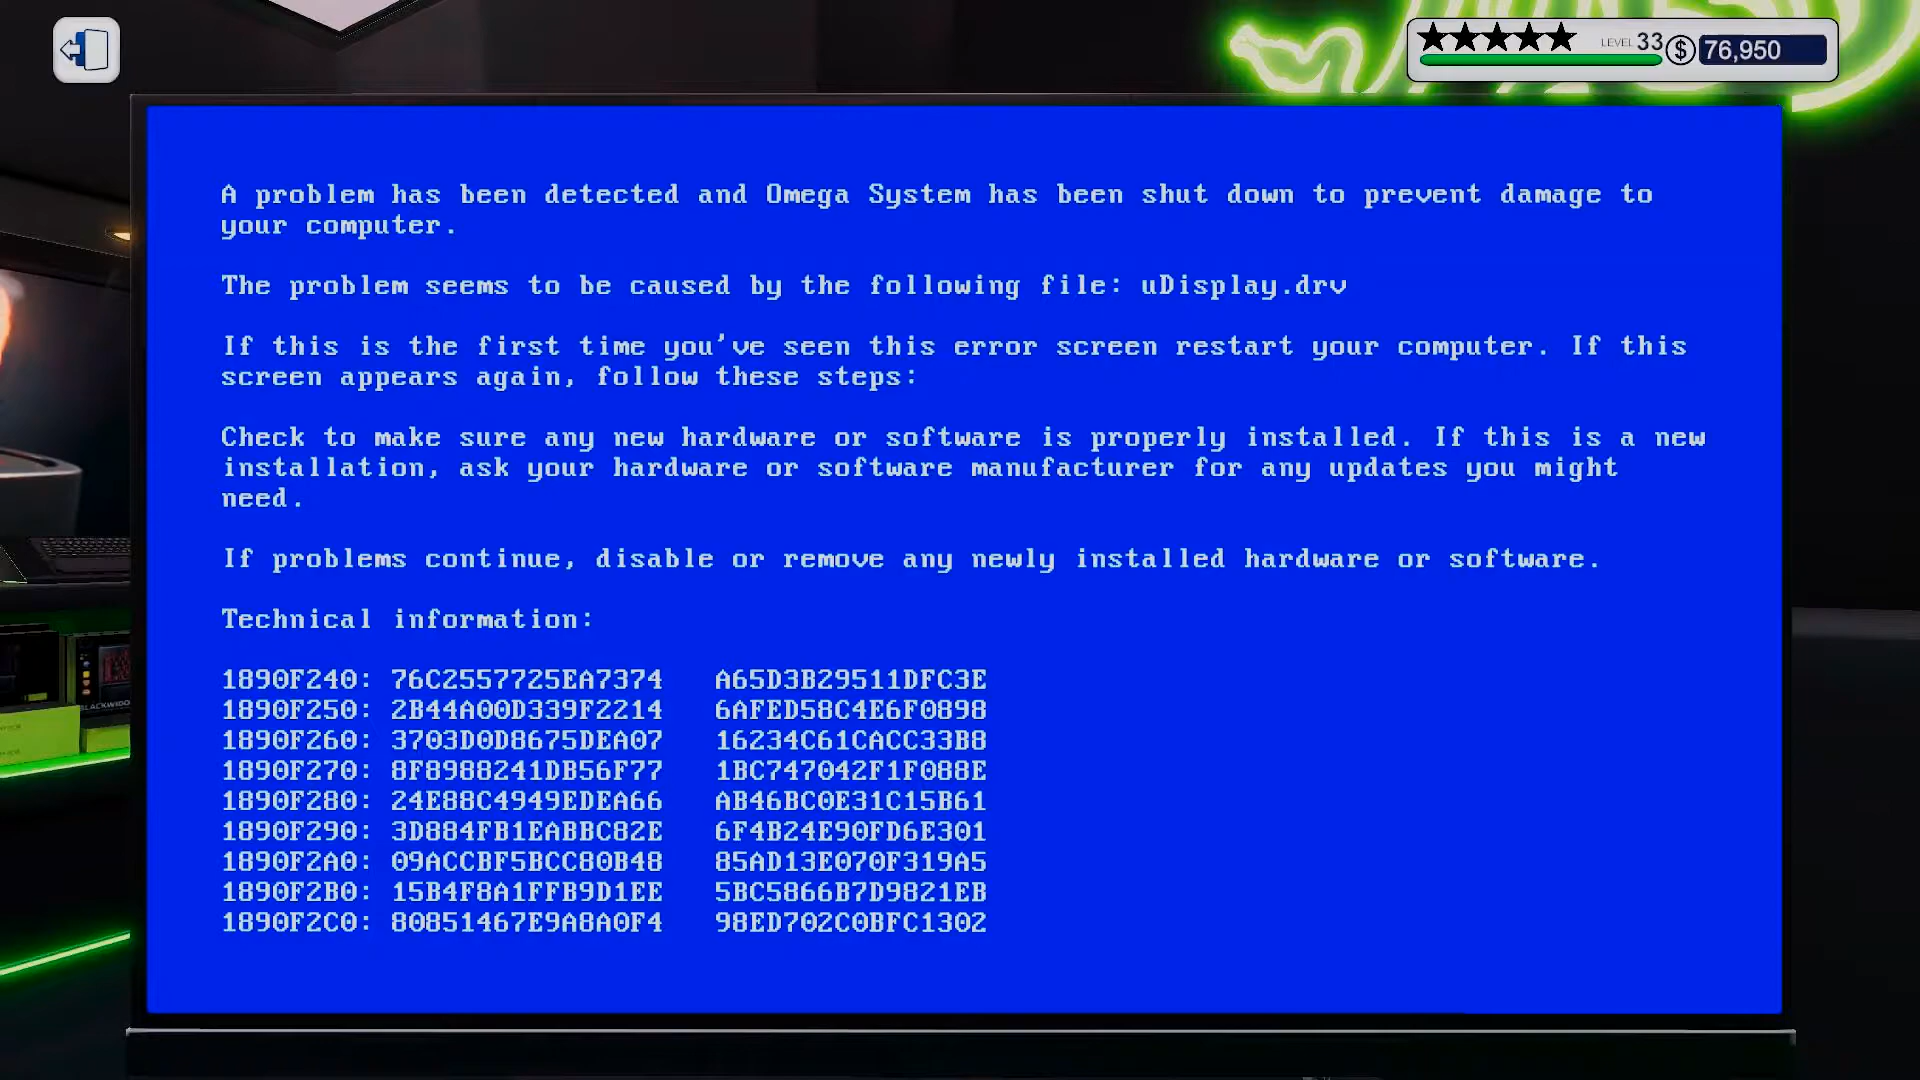 LEVEL 33 $ 76,950
A problem has been detected and Omega System has been shut down to prevent damage to
your computer.
The problem seems to be caused by the following file: uDisplay.drv
If this is the first time you've seen this error screen restart your computer. If this
screen appears again, follow these steps:
Check to make sure any new hardware or software is properly installed. If this is a new
installation, ask your hardware or software manufacturer for any updates you might
need.
If problems continue, disable or remove any newly installed hardware or software.
Technical information:
1890F240: 76C2557725EA7374 A65D3B29511DFC3E
1890F250: 2B44A00D339F2214 6AFED58C4E6F0898
1890F260: 3703D0D8675DEA07 16234C61CACC33B8
1890F270: 8F8988241DB56F77 1BC747042F1F088E
1890F280: 24E88C4949EDEA66 AB46BC0E31C15B61
1890F290: 3D884FB1EABBC82E 6F4B24E90FD6E301
1890F2A0: 09ACCBF5BCC80B48 85AD13E070F319A5
1890F2B0: 15B4F8A1FFB9D1EE 5BC5866B7D9821EB
1890F2C0: 80851467E9A8A0F4 98ED702C0BFC1302